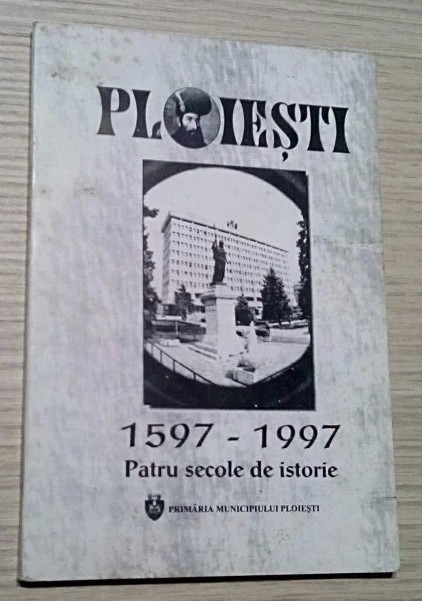 PLOIEȘTI
1597 - 1997
Patru secole de istorie
PRIMĂRIA MUNICIPIULUI PLOIEȘTI